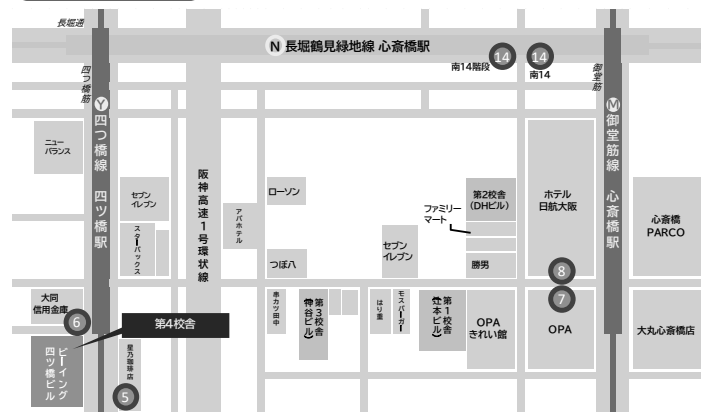 長堀通
N 長堀鶴見緑地線 心斎橋駅
14
14
南14階段
南14
四つ橋筋
御堂筋
Y 四つ橋線 四ツ橋駅
M 御堂筋線 心斎橋駅
ニュー
バランス
阪神高速1号環状線
セブン
イレブン
ローソン
第2校舎
(DHビル)
ホテル
日航大阪
アパホテル
ファミリー
マート
心斎橋
PARCO
スターバックス
セブン
イレブン
つぼ八
勝男
8
大同
信用金庫
串カツ田中
第3校舎
(神谷ビル)
はり重
モスバーガー
第1校舎
(辻本ビル)
7
6
第4校舎
OPA
きれい館
OPA
大丸心斎橋店
ビーイング
四ツ橋ビル
星乃珈琲店
5